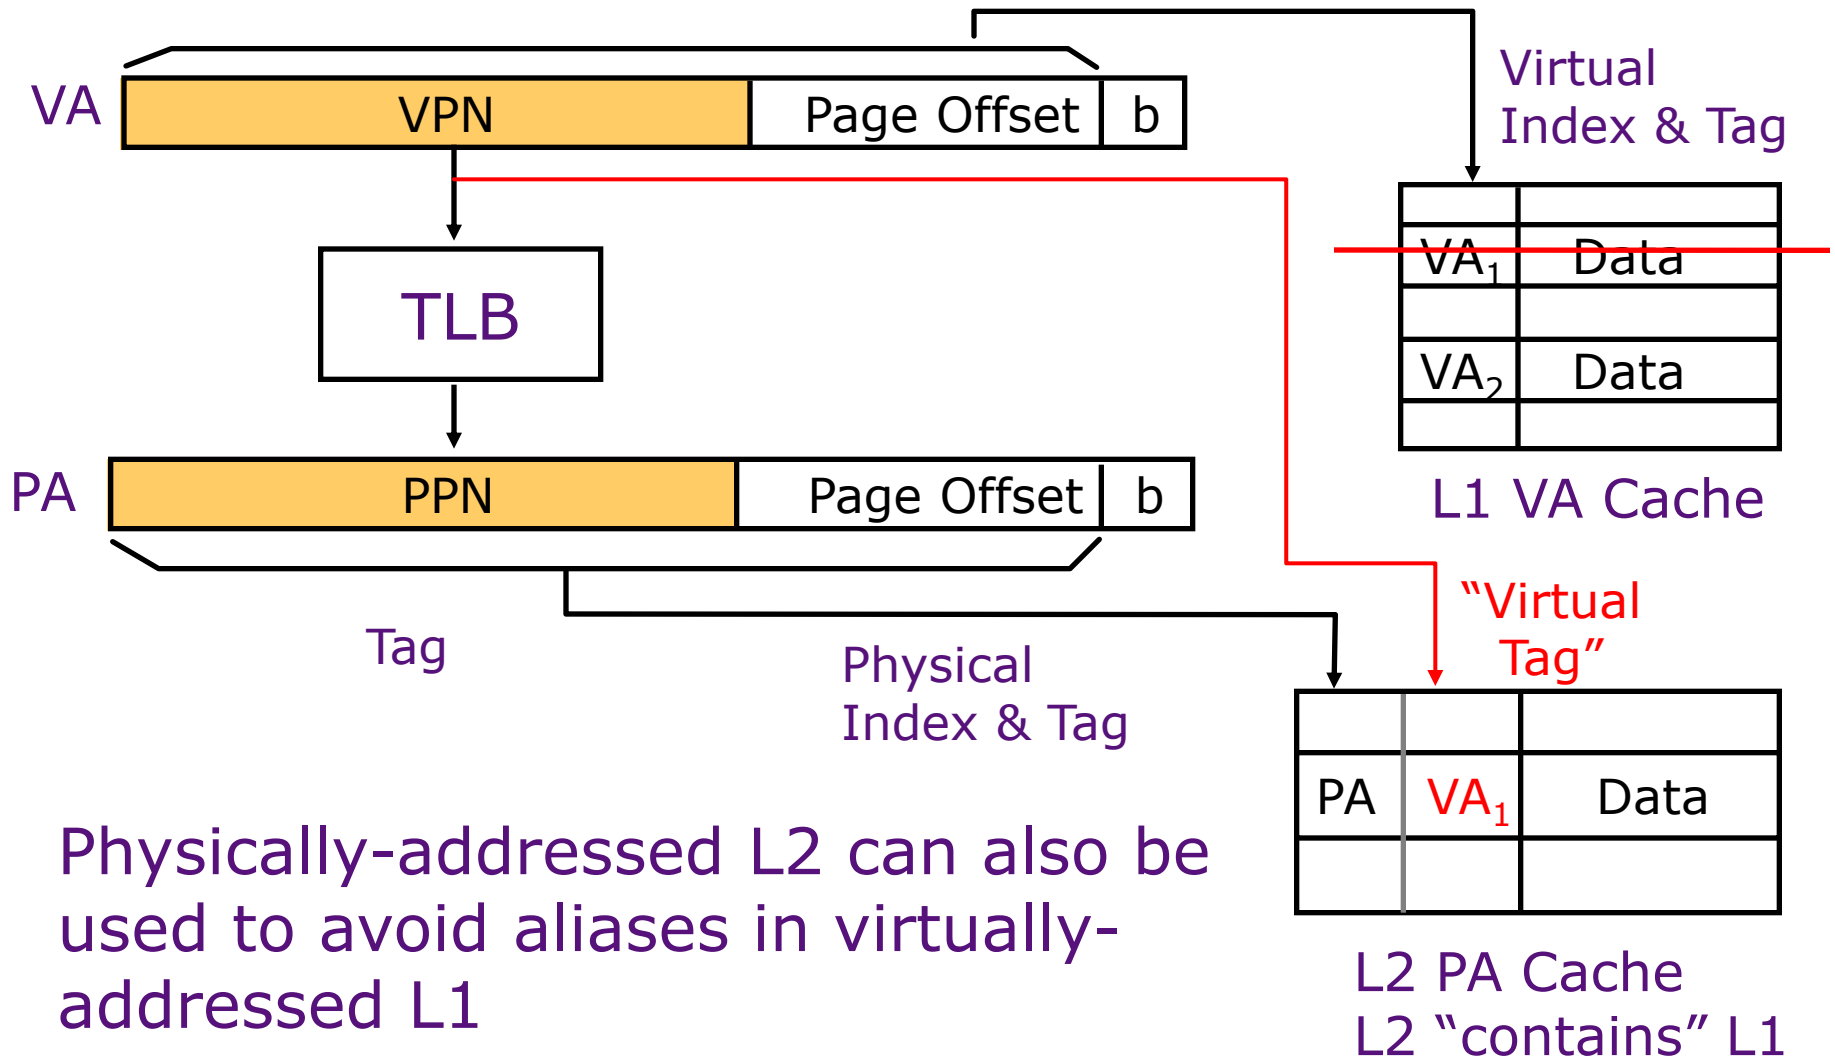 VA
VPN
Page Offset
b
Virtual
Index & Tag
TLB
VA₁
Data
VA₂
Data
L1 VA Cache
PA
PPN
Page Offset
b
Tag
Physical
Index & Tag
“Virtual
Tag”
PA
VA₁
Data
L2 PA Cache
L2 “contains” L1
Physically-addressed L2 can also be
used to avoid aliases in virtually-
addressed L1